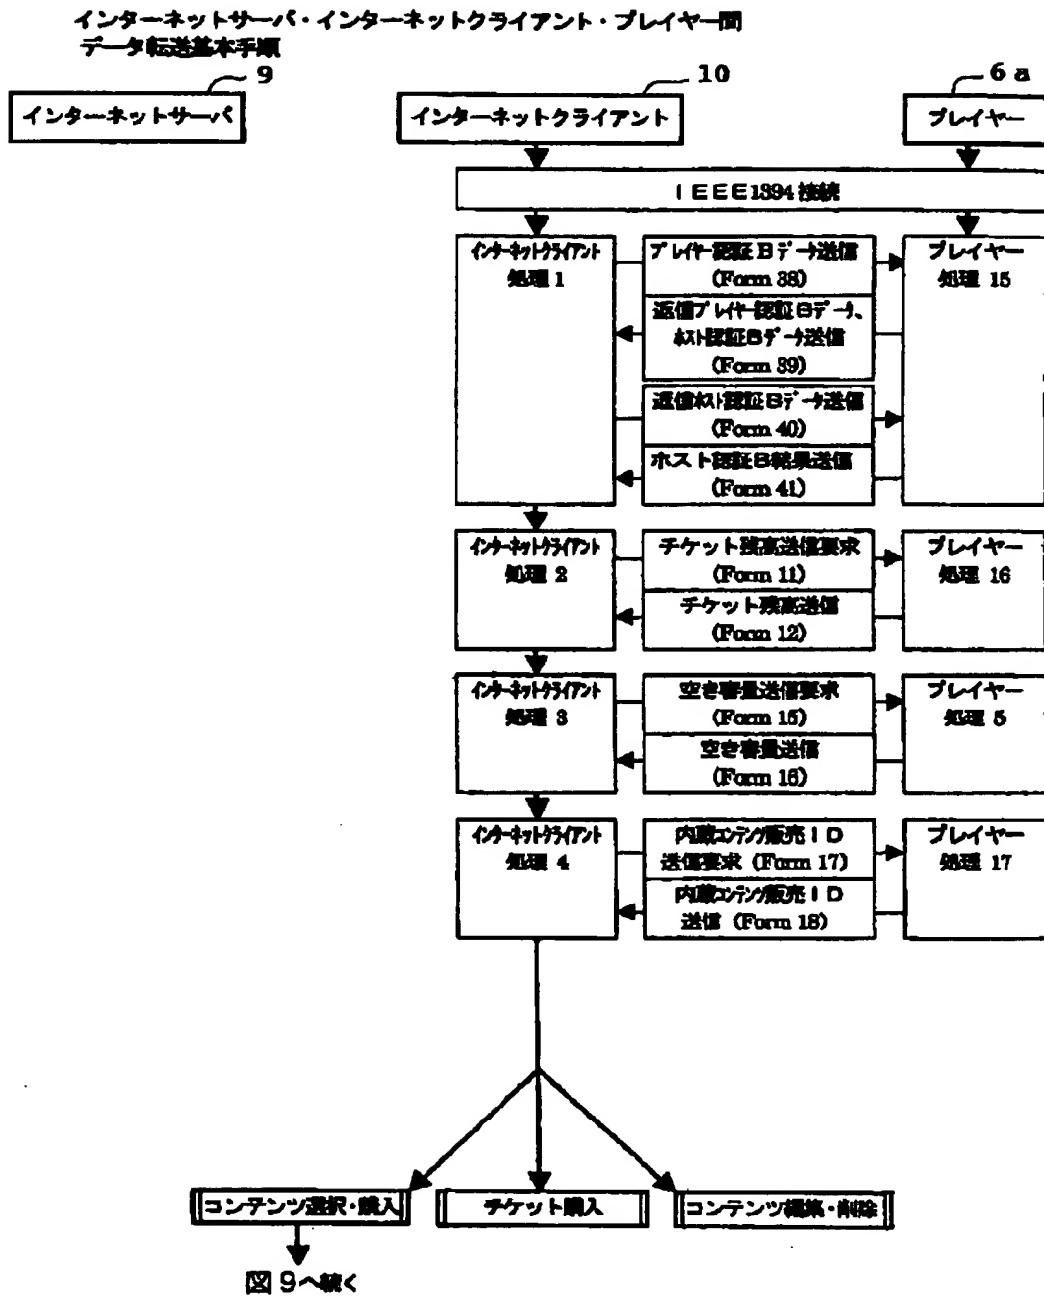 インターネットサーバ・インターネットクライアント・プレイヤー間
データ転送基本手順
9
10
6a
インターネットサーバ
インターネットクライアント
プレイヤー
IEEE1394 接続
インターネットクライアント
処理 1
プレイヤー認証Bデータ送信
(Form 38)
返信プレイヤー認証Bデータ、
ホスト認証Bデータ送信
(Form 39)
返信ホスト認証Bデータ送信
(Form 40)
ホスト認証B結果送信
(Form 41)
プレイヤー
処理 15
インターネットクライアント
処理 2
チケット残高送信要求
(Form 11)
チケット残高送信
(Form 12)
プレイヤー
処理 16
インターネットクライアント
処理 3
空き容量送信要求
(Form 15)
空き容量送信
(Form 16)
プレイヤー
処理 5
インターネットクライアント
処理 4
内蔵コンテンツ販売ID
送信要求 (Form 17)
内蔵コンテンツ販売ID
送信 (Form 18)
プレイヤー
処理 17
コンテンツ選択・購入
チケット購入
コンテンツ編集・削除
図 9へ続く